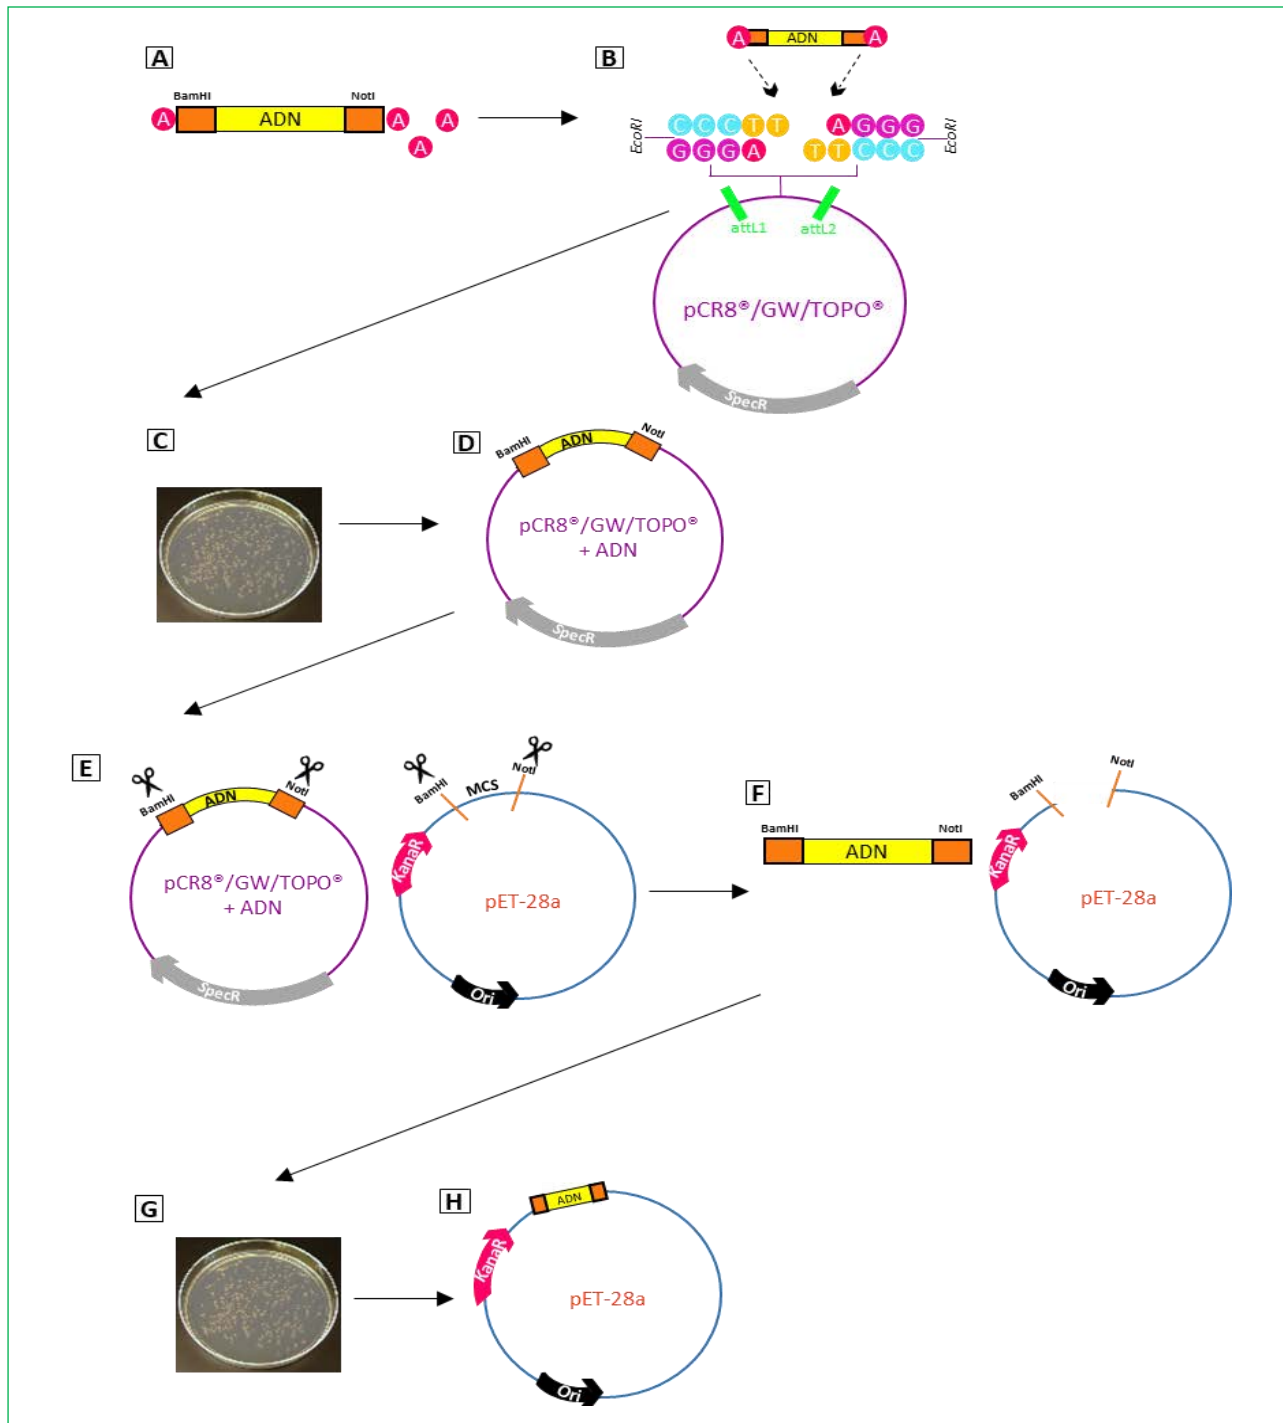 A
BamHI
NotI
A
ADN
A
A
A
B
A
ADN
A
EcoRI
C C C T T
A G G G
G G G A
T T C C C
EcoRI
attL1
attL2
pCR8®/GW/TOPO®
SpecR
C
D
BamHI
ADN
NotI
pCR8®/GW/TOPO®
+ ADN
SpecR
E
BamHI
ADN
NotI
pCR8®/GW/TOPO®
+ ADN
SpecR
BamHI
MCS
NotI
KanaR
pET-28a
Ori
F
BamHI
NotI
ADN
BamHI
NotI
KanaR
pET-28a
Ori
G
H
ADN
KanaR
pET-28a
Ori